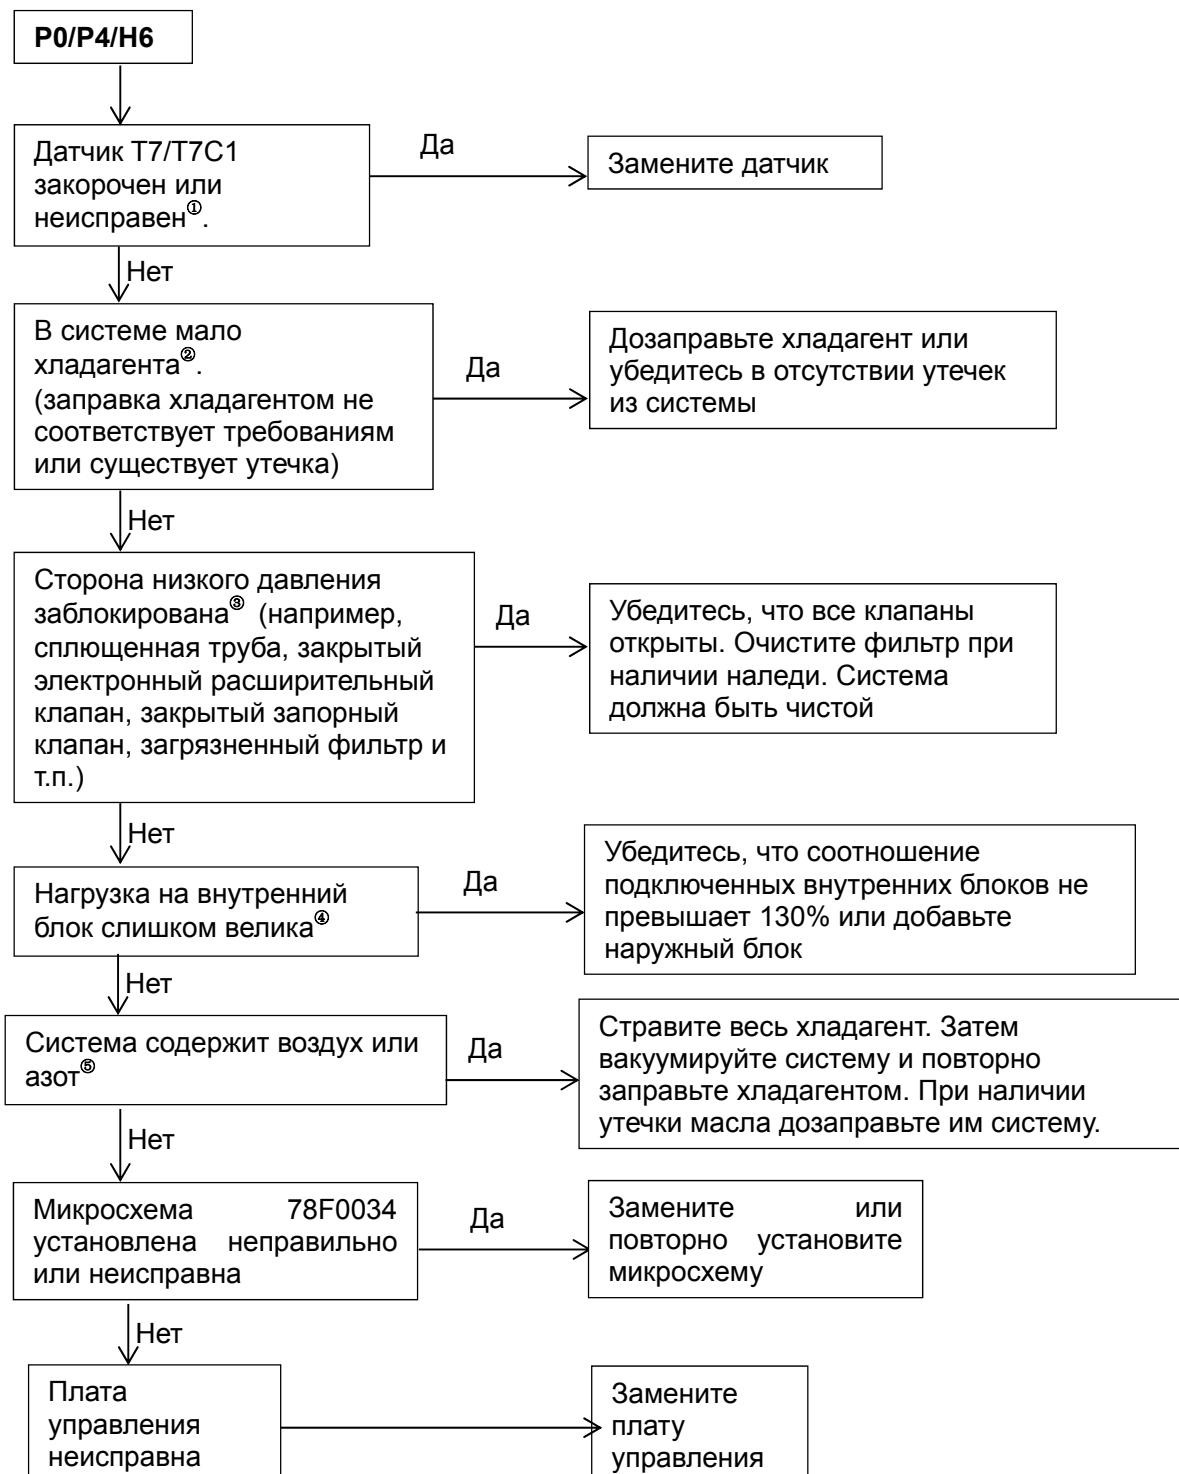 P0/P4/H6
Датчик T7/T7C1
закорочен или
неисправен①.
Да
Замените датчик
Нет
В системе мало
хладагента②.
(заправка хладагентом не
соответствует требованиям
или существует утечка)
Да
Дозаправьте хладагент или
убедитесь в отсутствии утечек
из системы
Нет
Сторона низкого давления
заблокирована③ (например,
сплющенная труба, закрытый
электронный расширительный
клапан, закрытый запорный
клапан, загрязненный фильтр и
т.п.)
Да
Убедитесь, что все клапаны
открыты. Очистите фильтр при
наличии наледи. Система
должна быть чистой
Нет
Нагрузка на внутренний
блок слишком велика④
Да
Убедитесь, что соотношение
подключенных внутренних блоков не
превышает 130% или добавьте
наружный блок
Нет
Система содержит воздух или
азот⑤
Да
Стравите весь хладагент. Затем
вакуумируйте систему и повторно
заправьте хладагентом. При наличии
утечки масла дозаправьте им систему.
Нет
Микросхема 78F0034
установлена неправильно
или неисправна
Да
Замените или
повторно установите
микросхему
Нет
Плата
управления
неисправна
Замените
плату
управления